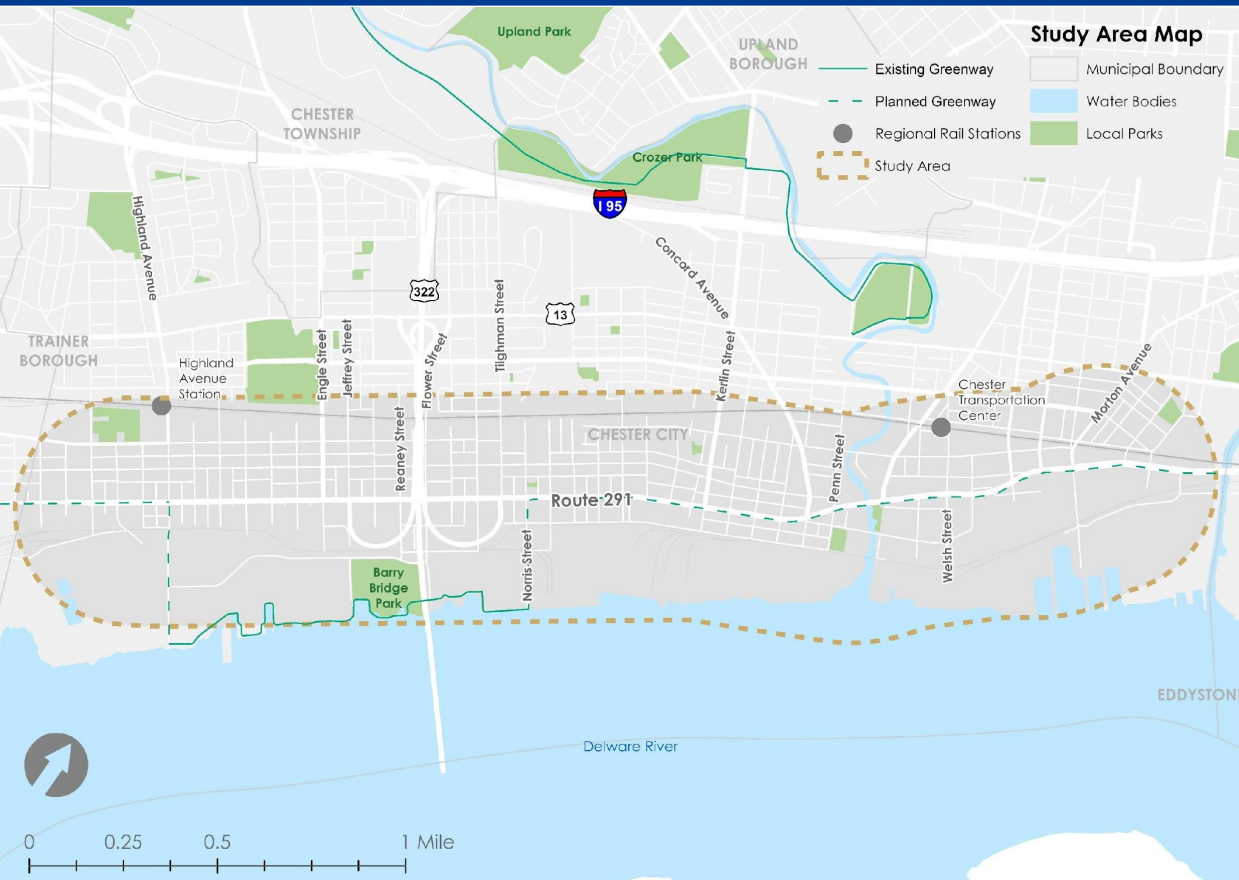 Study Area Map
Existing Greenway
Planned Greenway
Regional Rail Stations
Study Area
Municipal Boundary
Water Bodies
Local Parks
Upland Park
UPLAND
BOROUGH
CHESTER
TOWNSHIP
Crozer Park
I 95
Highland Avenue
Concord Avenue
322
Tilghman Street
13
TRAINER
BOROUGH
Highland
Avenue
Station
Engle Street
Jeffrey Street
Flower Street
Kerlin Street
Chester
Transportation
Center
Morton Avenue
Reaney Street
CHESTER CITY
Penn Street
Route 291
Norris Street
Welsh Street
Barry
Bridge
Park
EDDYSTON
Delware River
0 0.25 0.5 1 Mile